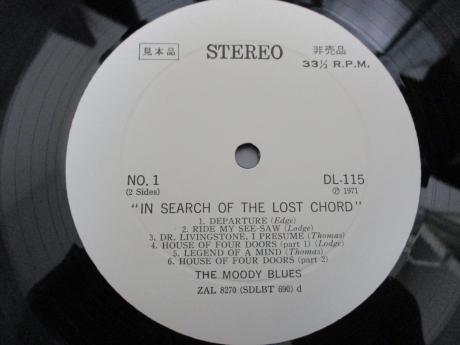 見本品 STEREO 非売品
33⅓ R.P.M.
NO. 1 DL-115
(2 Sides) Ⓟ 1971
"IN SEARCH OF THE LOST CHORD"
1. DEPARTURE (Edge)
2. RIDE MY SEE-SAW (Lodge)
3. DR. LIVINGSTONE, I PRESUME (Thomas)
4. HOUSE OF FOUR DOORS (part 1) (Lodge)
5. LEGEND OF A MIND (Thomas)
6. HOUSE OF FOUR DOORS (part 2)
THE MOODY BLUES
ZAL 8270 (SDLBT 690) d